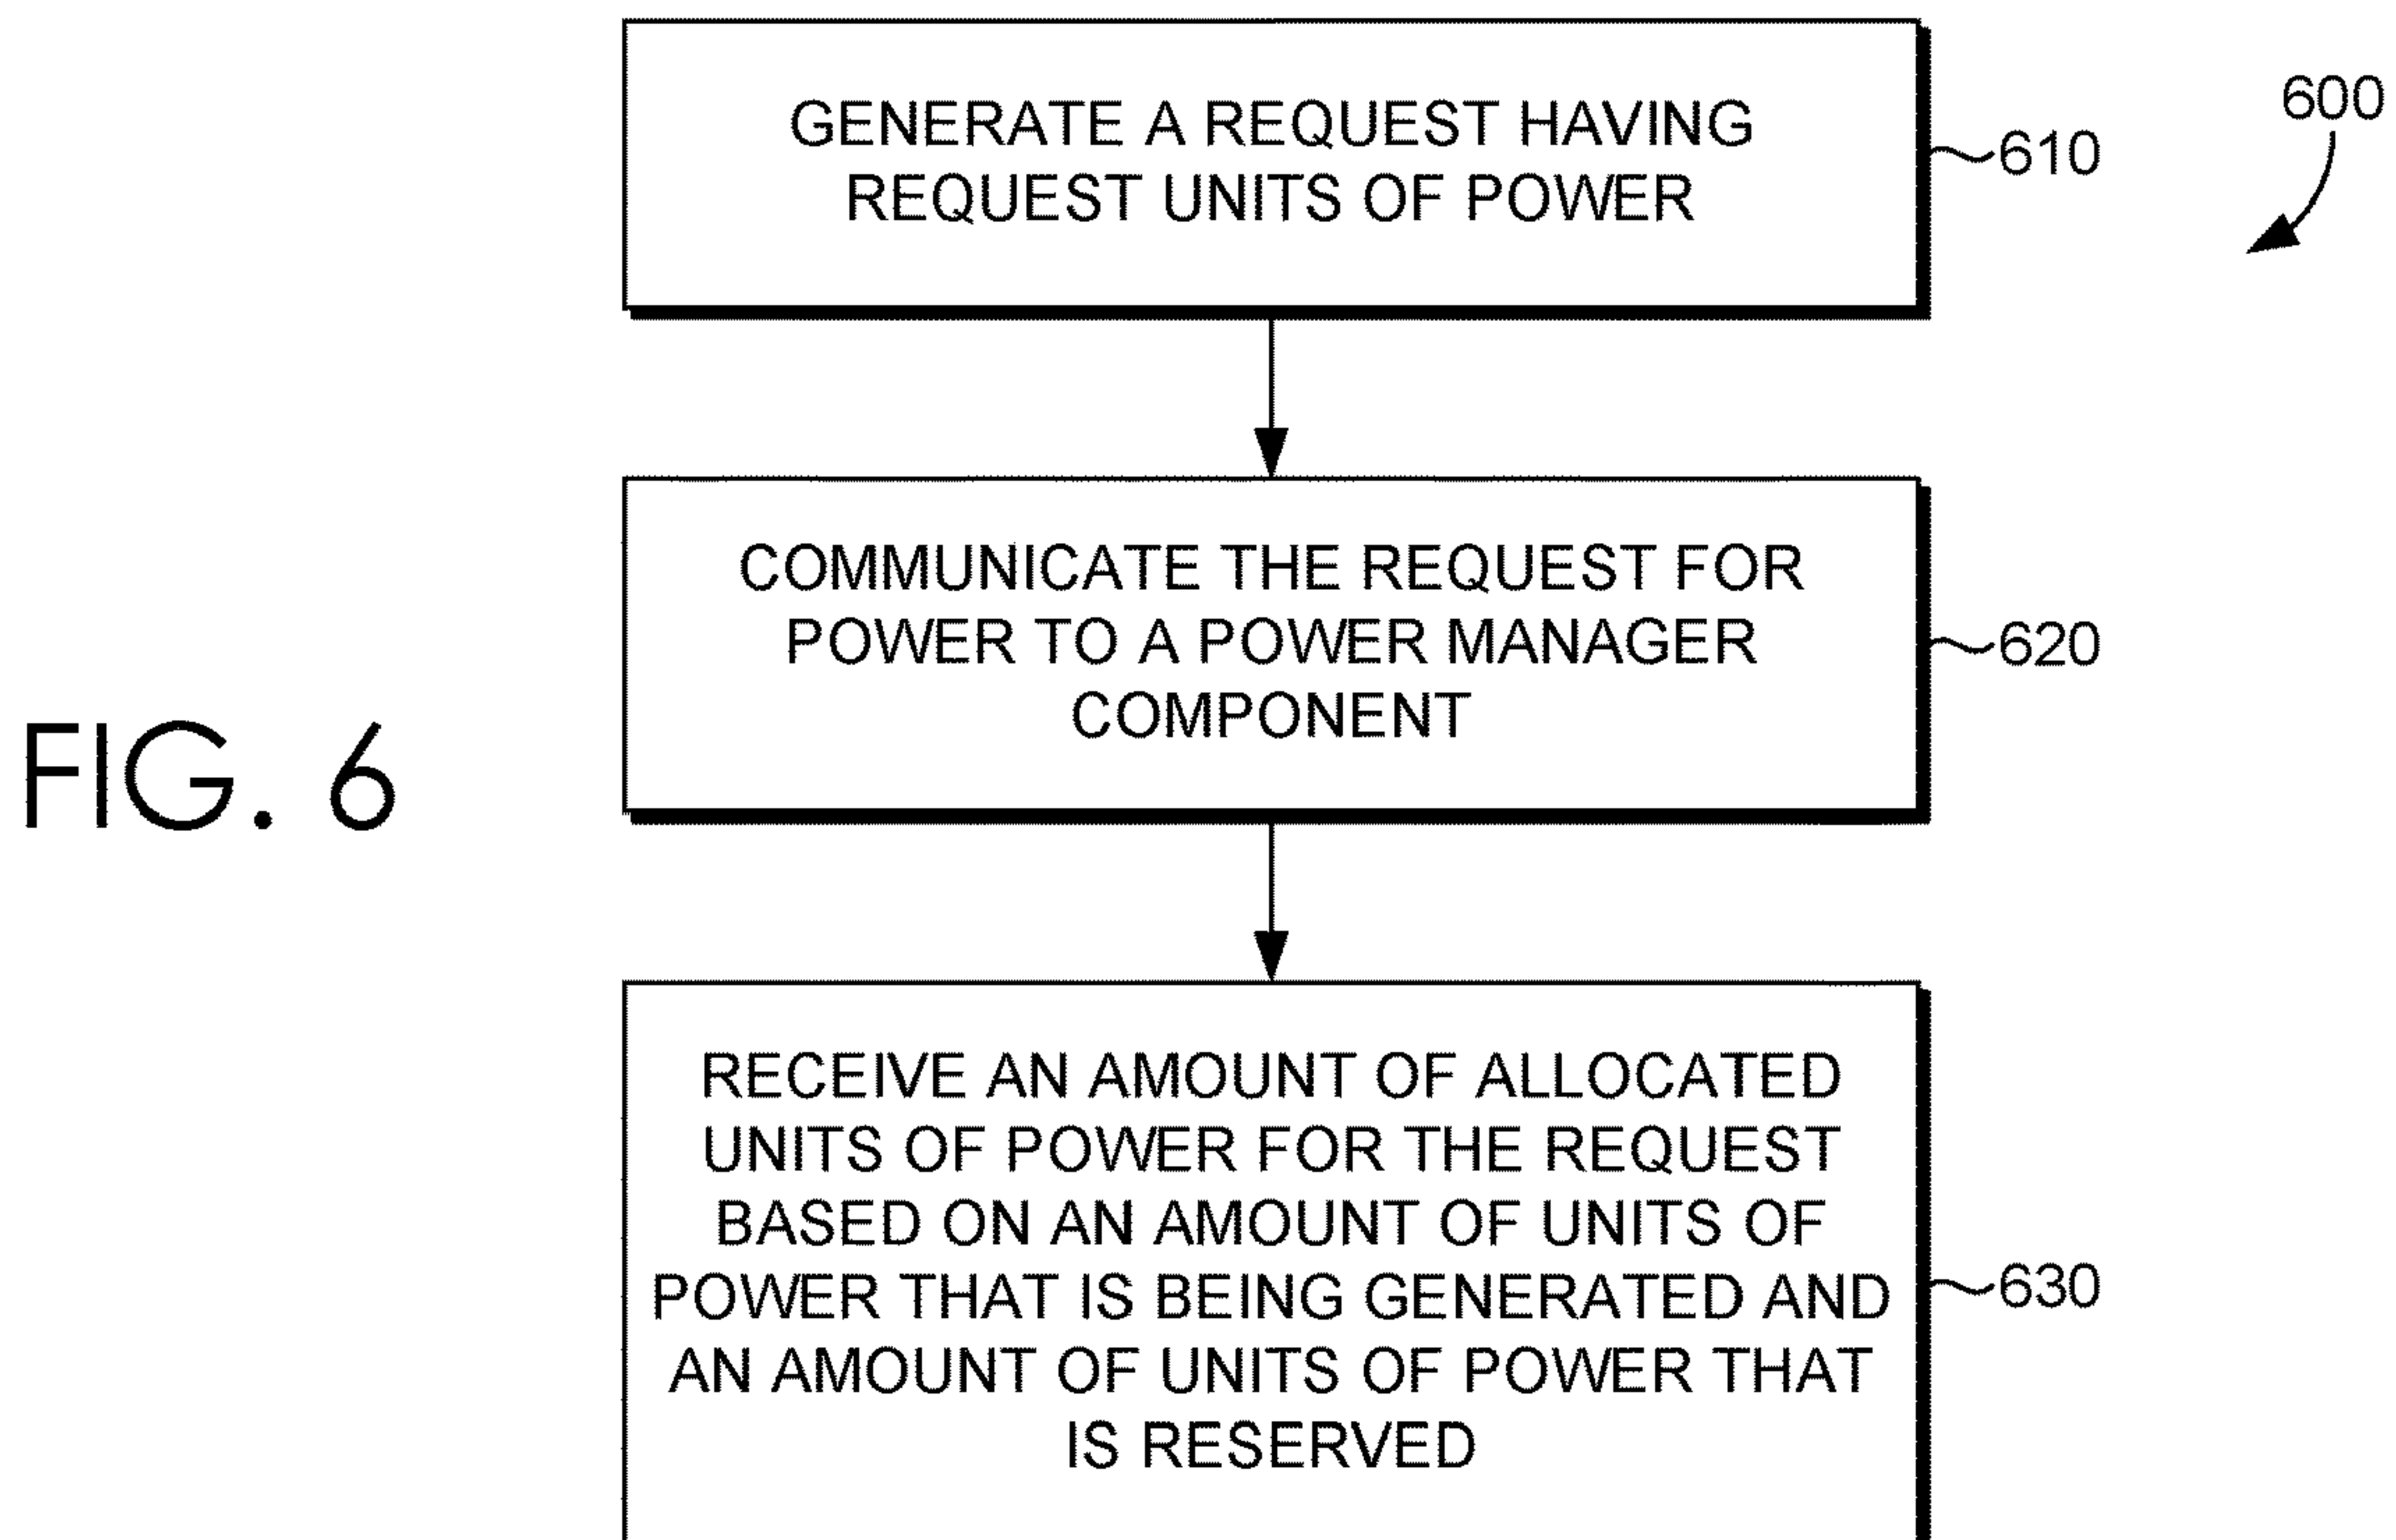 GENERATE A REQUEST HAVING
REQUEST UNITS OF POWER
610
600
COMMUNICATE THE REQUEST FOR
POWER TO A POWER MANAGER
COMPONENT
620
FIG. 6
RECEIVE AN AMOUNT OF ALLOCATED
UNITS OF POWER FOR THE REQUEST
BASED ON AN AMOUNT OF UNITS OF
POWER THAT IS BEING GENERATED AND
AN AMOUNT OF UNITS OF POWER THAT
IS RESERVED
630